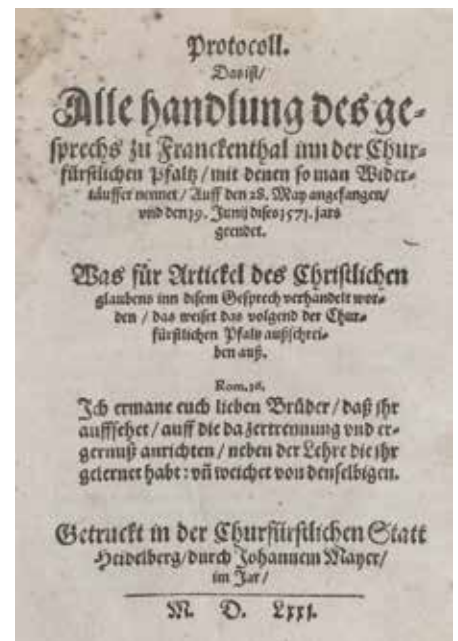 Protocoll.
Das ist/
Alle handlung des ge-
sprechs zu Franckenthal inn der Chur-
fürstlichen Pfaltz / mit denen so man Wider-
täuffer nennet / Auff den 28. May angefangen/
vnd den 19. Junij dises 1571. jars
geendet.
Was für Artickel des Christlichen
glaubens inn disem Gesprech verhandelt wor-
den / das weiset das volgend der Chur-
fürstlichen Pfaltz außschrei-
ben auß.
Rom. 16.
Ich ermane euch lieben Brüder / daß jhr
auffsehet / auff die da zertrennung vnd er-
gernuß anrichten / neben der Lehre die jhr
gelernet habt : vñ weichet von denselbigen.
Getruckt in der Churfürstlichen Statt
Heidelberg / durch Johannem Mayer/
im Jar/
M. D. Lxxi.